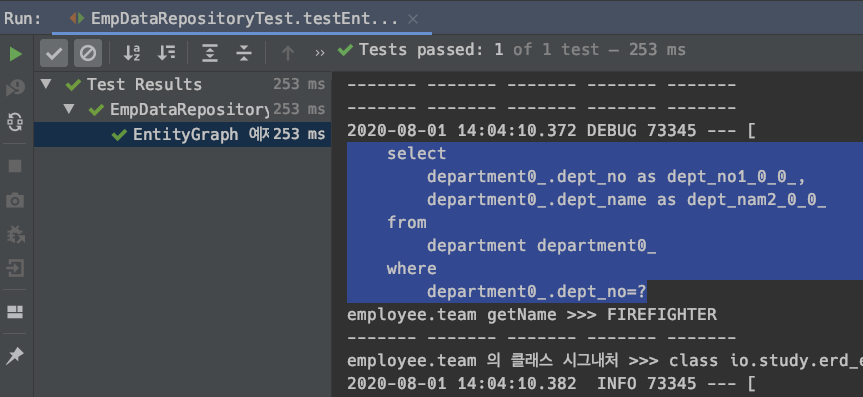 Run: EmpDataRepositoryTest.testEnt...
Tests passed: 1 of 1 test – 253 ms
Test Results 253 ms
EmpDataRepository 253 ms
EntityGraph 예제 253 ms
------- ------- ------- ------- -------
------- ------- ------- ------- -------
2020-08-01 14:04:10.372 DEBUG 73345 --- [
select
department0_.dept_no as dept_no1_0_0_,
department0_.dept_name as dept_nam2_0_0_
from
department department0_
where
department0_.dept_no=?
employee.team getName >>> FIREFIGHTER
------- ------- ------- ------- -------
employee.team 의 클래스 시그내처 >>> class io.study.erd_e
2020-08-01 14:04:10.382  INFO 73345 --- [